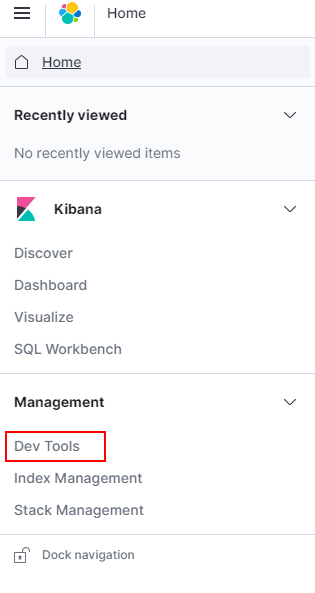 Home
Home
Recently viewed
No recently viewed items
Kibana
Discover
Dashboard
Visualize
SQL Workbench
Management
Dev Tools
Index Management
Stack Management
Dock navigation